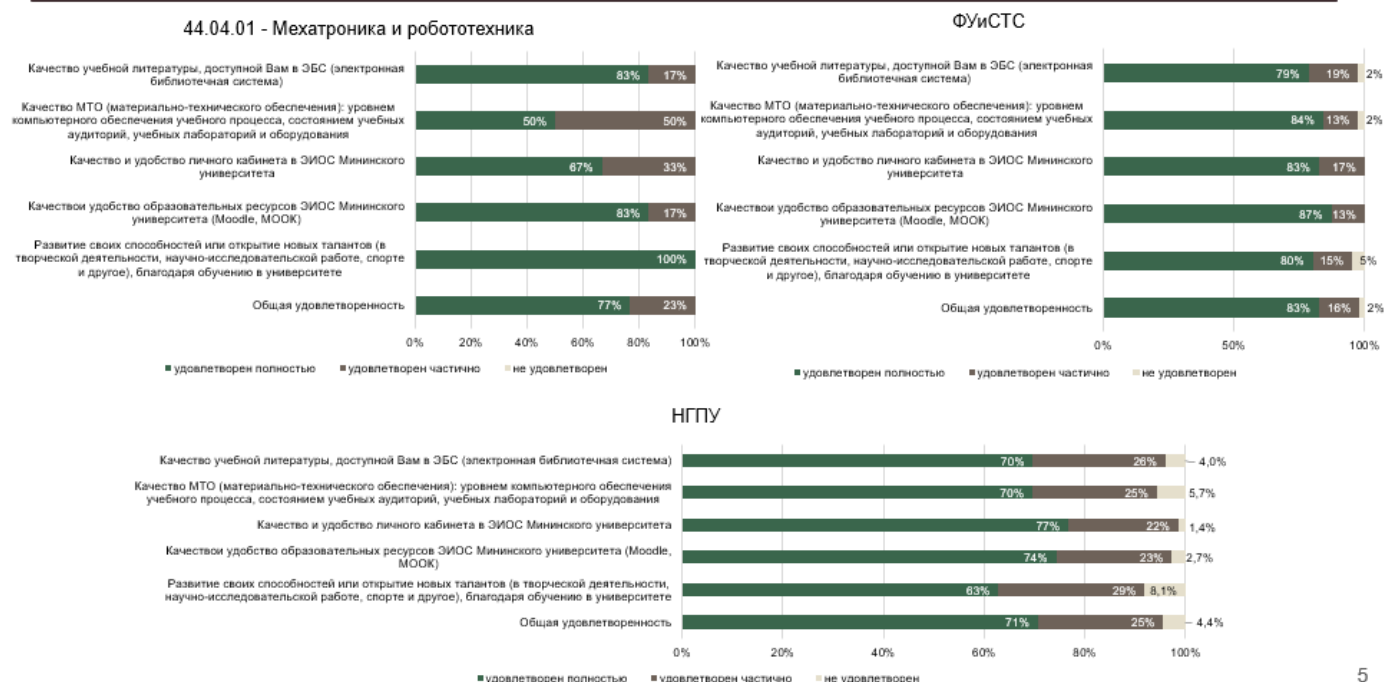 44.04.01 - Мехатроника и робототехника
Качество учебной литературы, доступной Вам в ЭБС (электронная
библиотечная система)
83% 17%
Качество МТО (материально-технического обеспечения): уровнем
компьютерного обеспечения учебного процесса, состоянием учебных
аудиторий, учебных лабораторий и оборудования
50% 50%
Качество и удобство личного кабинета в ЭИОС Мининского
университета
67% 33%
Качествои удобство образовательных ресурсов ЭИОС Мининского
университета (Moodle, МООК)
83% 17%
Развитие своих способностей или открытие новых талантов (в
творческой деятельности, научно-исследовательской работе, спорте
и другое), благодаря обучению в университете
100%
Общая удовлетворенность
77% 23%
0% 20% 40% 60% 80% 100%
удовлетворен полностью удовлетворен частично не удовлетворен
ФУиСТС
Качество учебной литературы, доступной Вам в ЭБС (электронная
библиотечная система)
79% 19% 2%
Качество МТО (материально-технического обеспечения): уровнем
компьютерного обеспечения учебного процесса, состоянием учебных
аудиторий, учебных лабораторий и оборудования
84% 13% 2%
Качество и удобство личного кабинета в ЭИОС Мининского
университета
83% 17%
Качествои удобство образовательных ресурсов ЭИОС Мининского
университета (Moodle, МООК)
87% 13%
Развитие своих способностей или открытие новых талантов (в
творческой деятельности, научно-исследовательской работе, спорте
и другое), благодаря обучению в университете
80% 15% 5%
Общая удовлетворенность
83% 16% 2%
0% 50% 100%
удовлетворен полностью удовлетворен частично не удовлетворен
НГПУ
Качество учебной литературы, доступной Вам в ЭБС (электронная библиотечная система)
70% 26% 4,0%
Качество МТО (материально-технического обеспечения): уровнем компьютерного обеспечения
учебного процесса, состоянием учебных аудиторий, учебных лабораторий и оборудования
70% 25% 5,7%
Качество и удобство личного кабинета в ЭИОС Мининского университета
77% 22% 1,4%
Качествои удобство образовательных ресурсов ЭИОС Мининского университета (Moodle,
МООК)
74% 23% 2,7%
Развитие своих способностей или открытие новых талантов (в творческой деятельности,
научно-исследовательской работе, спорте и другое), благодаря обучению в университете
63% 29% 8,1%
Общая удовлетворенность
71% 25% 4,4%
0% 20% 40% 60% 80% 100%
удовлетворен полностью удовлетворен частично не удовлетворен
5